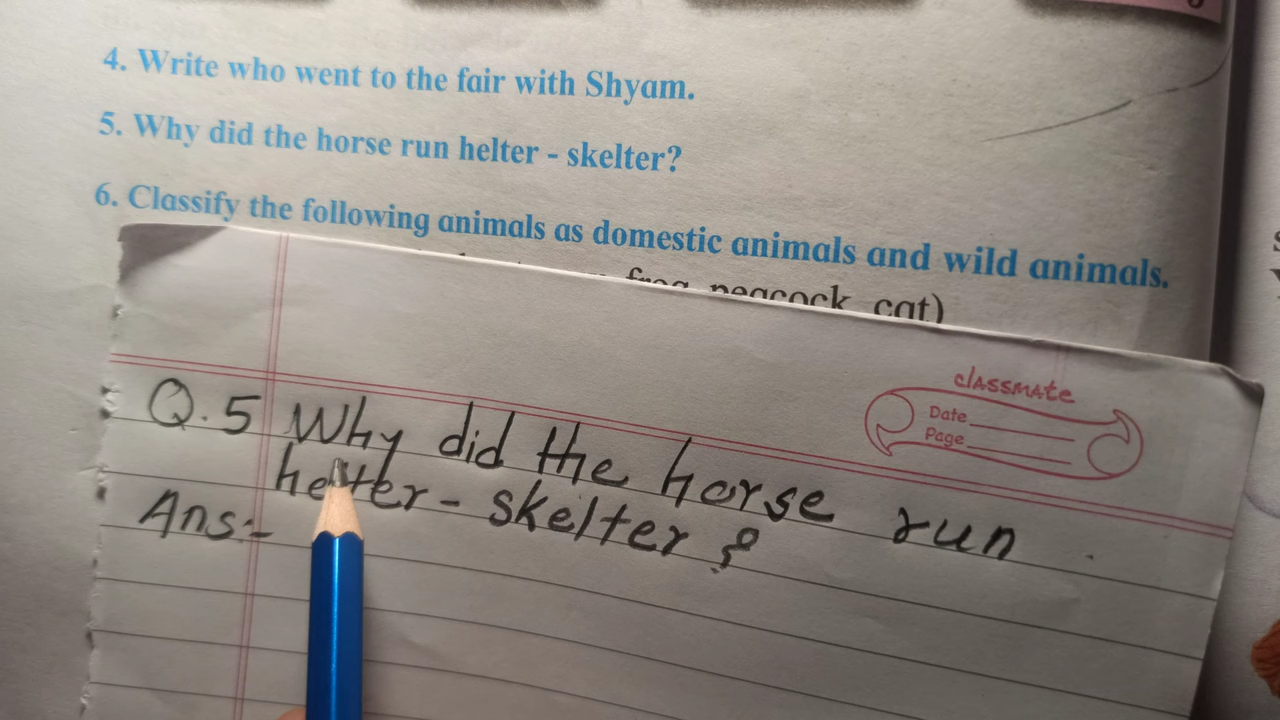 4. Write who went to the fair with Shyam.
5. Why did the horse run helter - skelter?
6. Classify the following animals as domestic animals and wild animals.
frog, peacock, cat)
classmate
Date
Page
Q.5 Why did the horse run
helter - skelter ?
Ans:-